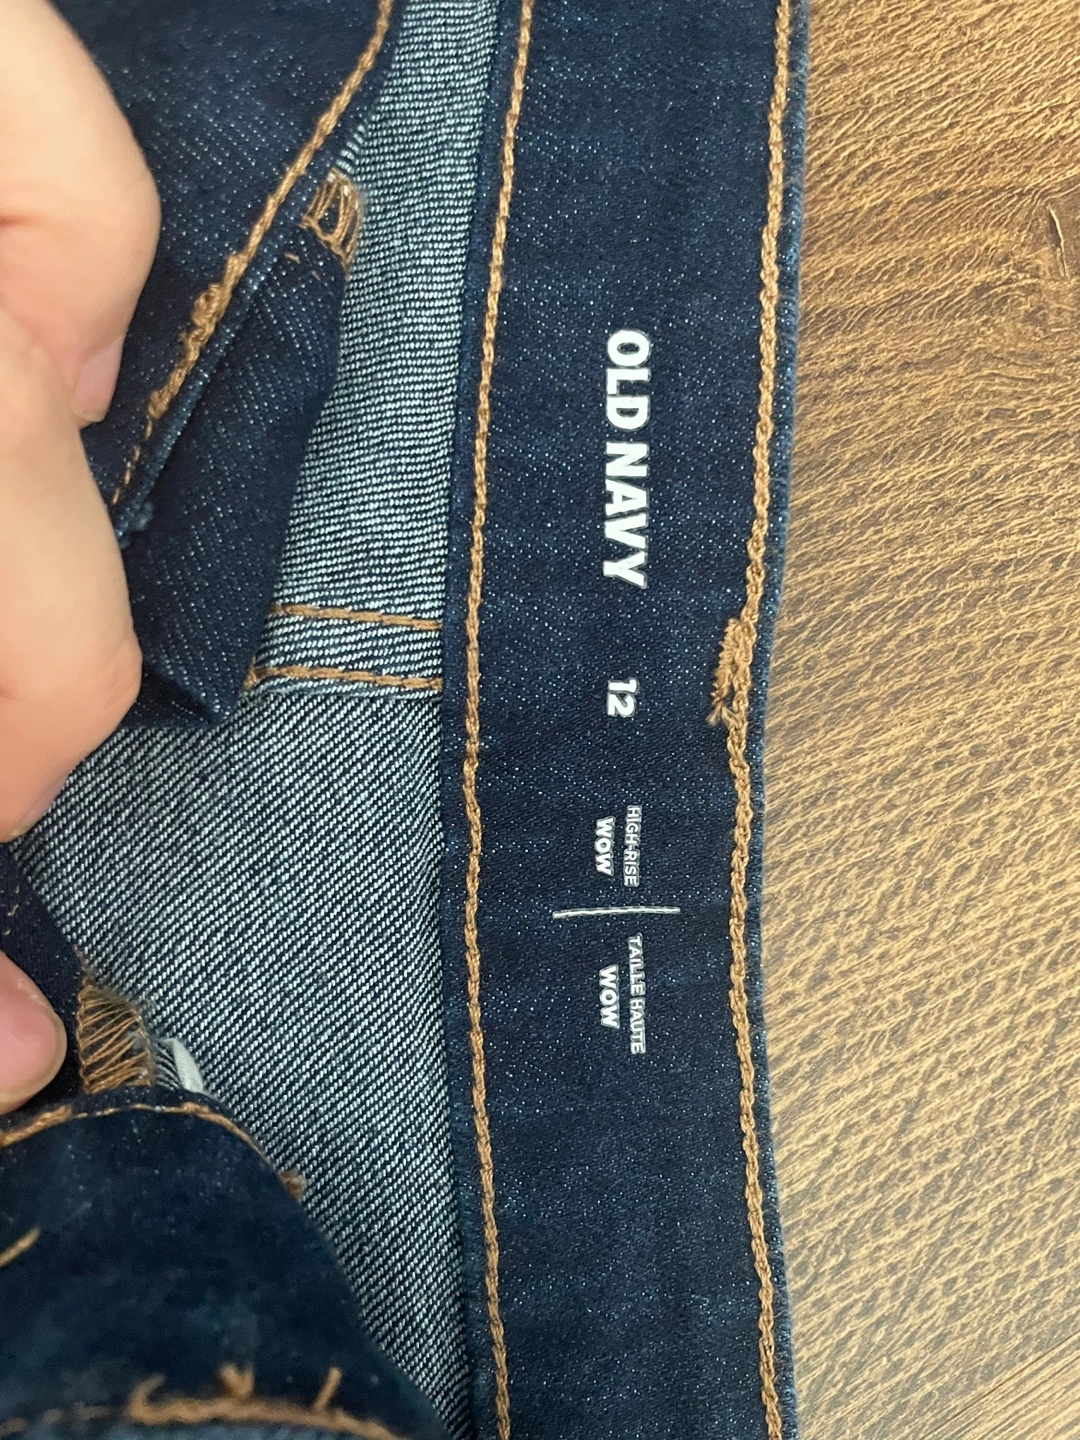 OLD NAVY
12
HIGH-RISE
WOW
TAILLE HAUTE
WOW